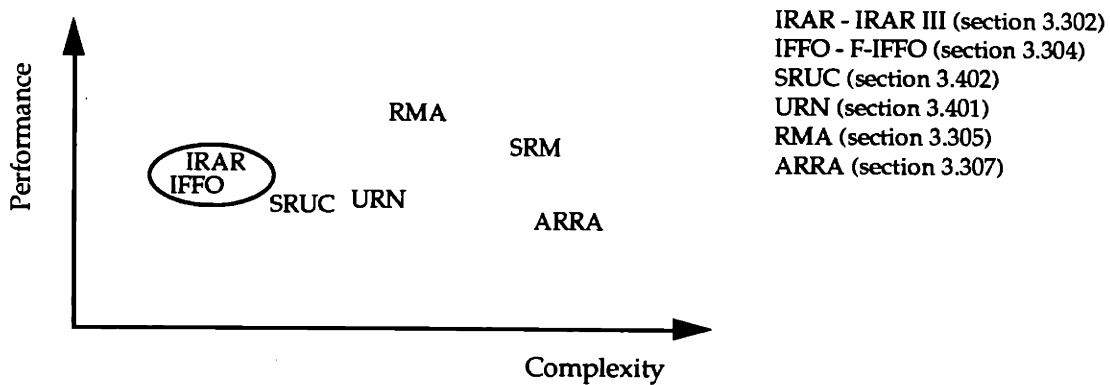 IRAR - IRAR III (section 3.302)
IFFO - F-IFFO (section 3.304)
SRUC (section 3.402)
URN (section 3.401)
RMA (section 3.305)
ARRA (section 3.307)
Performance
RMA
SRM
IRAR
IFFO
SRUC
URN
ARRA
Complexity